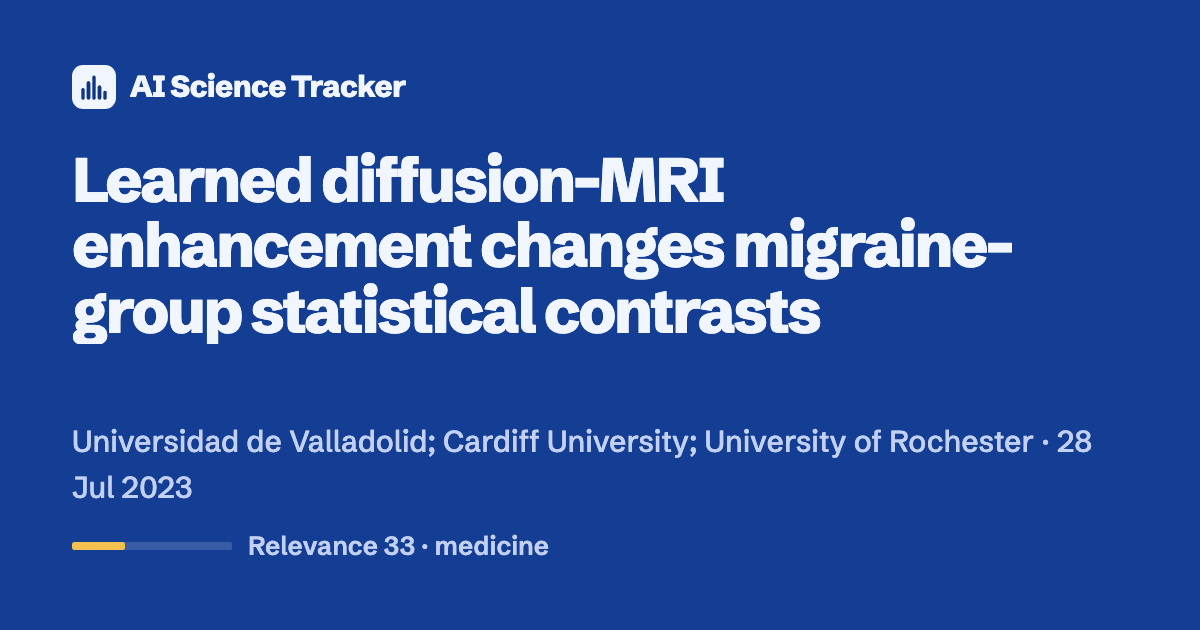 AI Science Tracker
Learned diffusion-MRI
enhancement changes migraine-
group statistical contrasts
Universidad de Valladolid; Cardiff University; University of Rochester · 28
Jul 2023
Relevance 33 · medicine